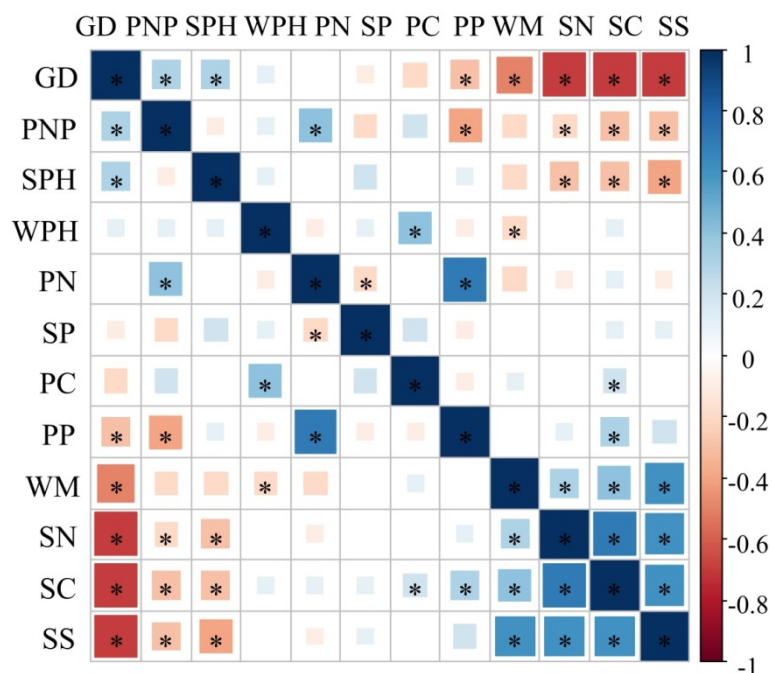 GD PNP SPH WPH PN SP PC PP WM SN SC SS
GD * * * * * * * *
PNP * * * * * * *
SPH * * * * *
WPH * * *
PN * * * *
SP * *
PC * * *
PP * * * * *
WM * * * * * *
SN * * * * * * *
SC * * * * * * * * *
SS * * * * * * *
1
0.8
0.6
0.4
0.2
0
-0.2
-0.4
-0.6
-0.8
-1